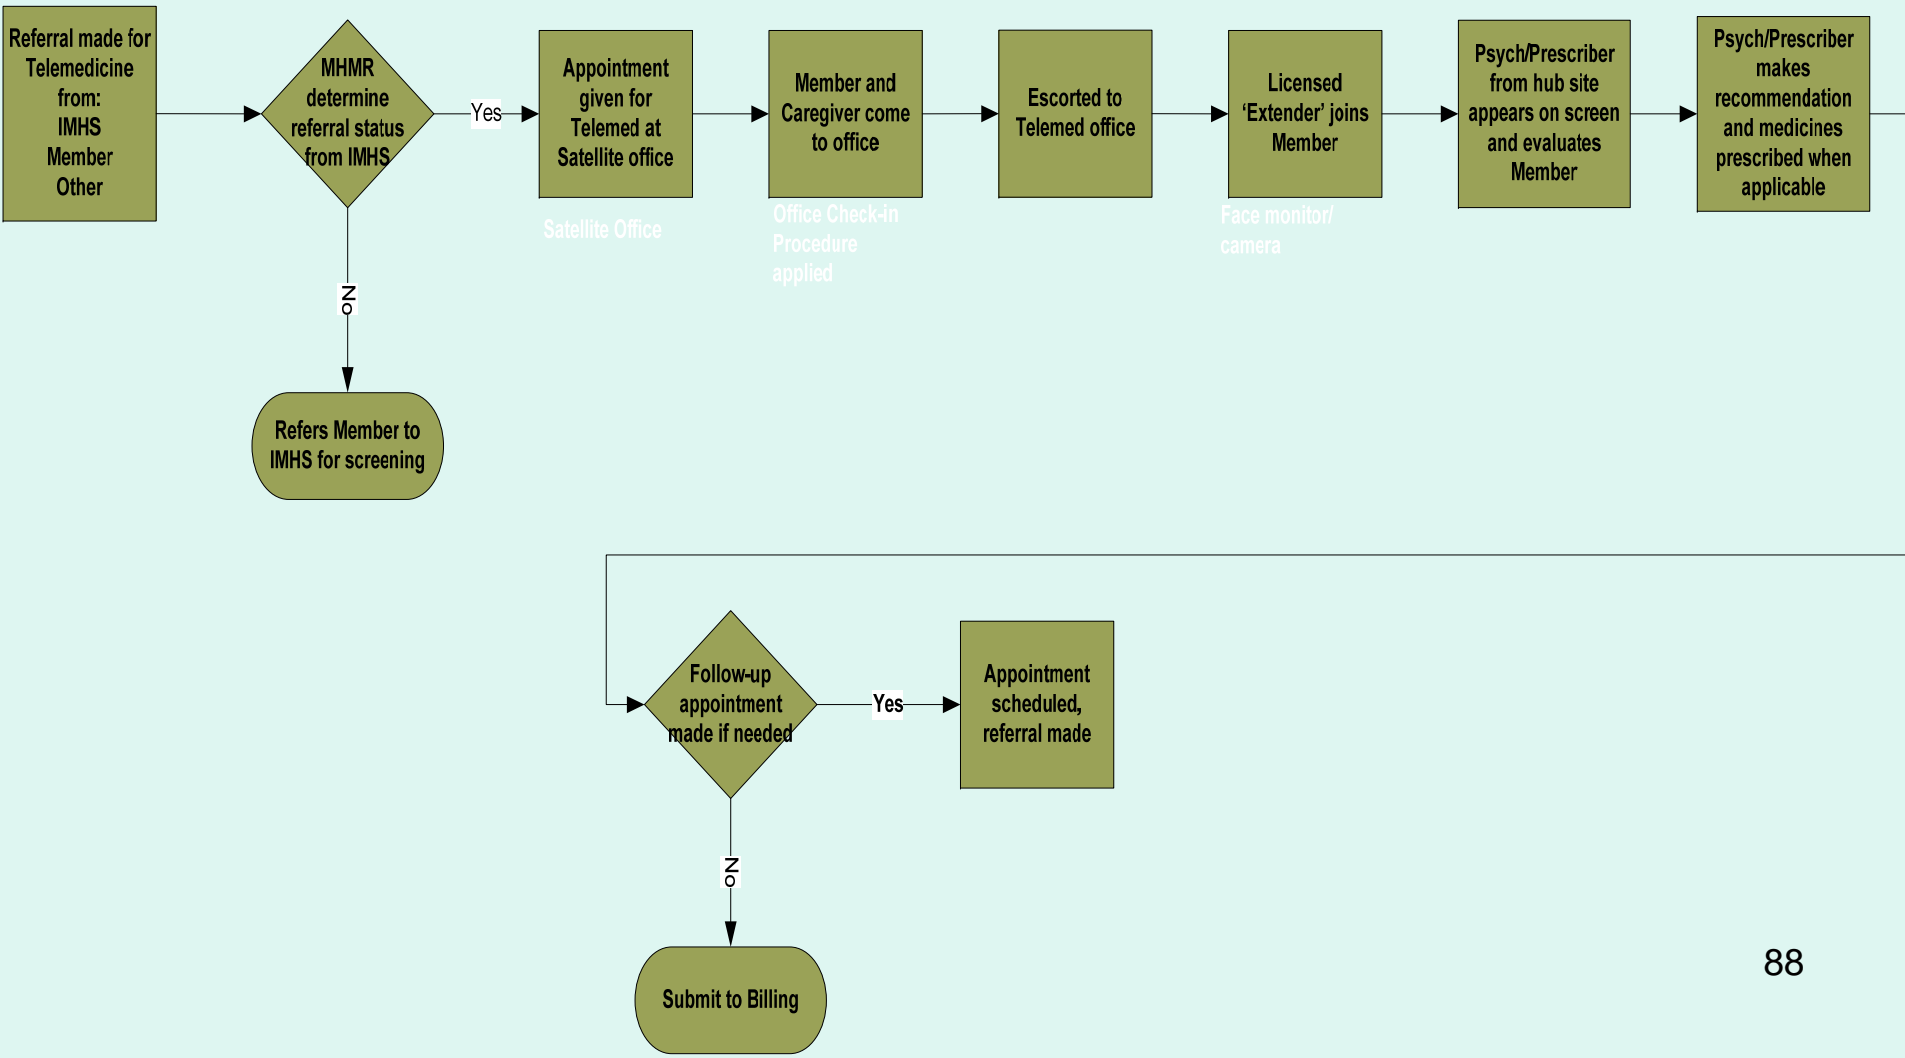 Referral made for
Telemedicine
from:
IMHS
Member
Other
MHMR
determine
referral status
from IMHS
Yes
No
Refers Member to
IMHS for screening
Appointment
given for
Telemed at
Satellite office
Satellite Office
Member and
Caregiver come
to office
Office Check-in
Procedure
applied
Escorted to
Telemed office
Licensed
‘Extender’ joins
Member
Face monitor/
camera
Psych/Prescriber
from hub site
appears on screen
and evaluates
Member
Psych/Prescriber
makes
recommendation
and medicines
prescribed when
applicable
Follow-up
appointment
made if needed
Yes
Appointment
scheduled,
referral made
No
Submit to Billing
88